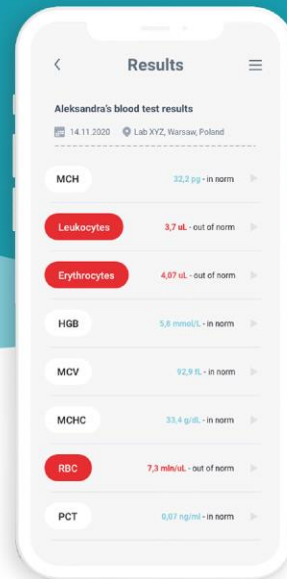 Results
Aleksandra's blood test results
14.11.2020 Lab XYZ, Warsaw, Poland
MCH 32,2 pg - in norm
Leukocytes 3,7 uL - out of norm
Erythrocytes 4,07 uL - out of norm
HGB 5,6 mmol/L - in norm
MCV 92,9 fL - in norm
MCHC 33,4 g/dL - in norm
RBC 7,3 mln/uL - out of norm
PCT 0,07 ng/ml - in norm